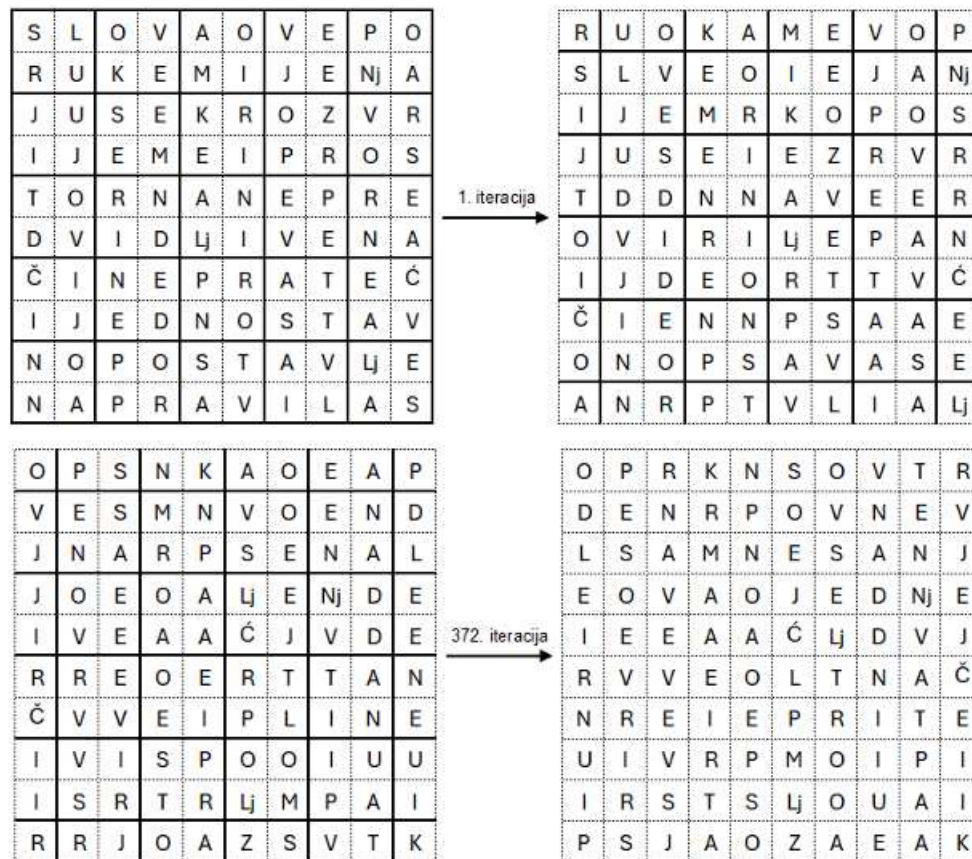 S L O V A O V E P O
R U K E M I J E Nj A
J U S E K R O Z V R
I J E M E I P R O S
T O R N A N E P R E
D V I D Lj I V E N A
Č I N E P R A T E Ć
I J E D N O S T A V
N O P O S T A V Lj E
N A P R A V I L A S
1. iteracija
R U O K A M E V O P
S L V E O I E J A Nj
I J E M R K O P O S
J U S E I E Z R V R
T D D N N A V E E R
O V I R I Lj E P A N
I J D E O R T T V Ć
Č I E N N P S A A E
O N O P S A V A S E
A N R P T V L I A Lj
O P S N K A O E A P
V E S M N V O E N D
J N A R P S E N A L
J O E O A Lj E Nj D E
I V E A A Ć J V D E
R R E O E R T T A N
Č V V E I P L I N E
I V I S P O O I U U
I S R T R Lj M P A I
R R J O A Z S V T K
372. iteracija
O P R K N S O V T R
D E N R P O V N E V
L S A M N E S A N J
E O V A O J E D Nj E
I E E A A Ć Lj D V J
R V V E O L T N A Č
N R E I E P R I T E
U I V R P M O I P I
I R S T S Lj O U A I
P S J A O Z A E A K